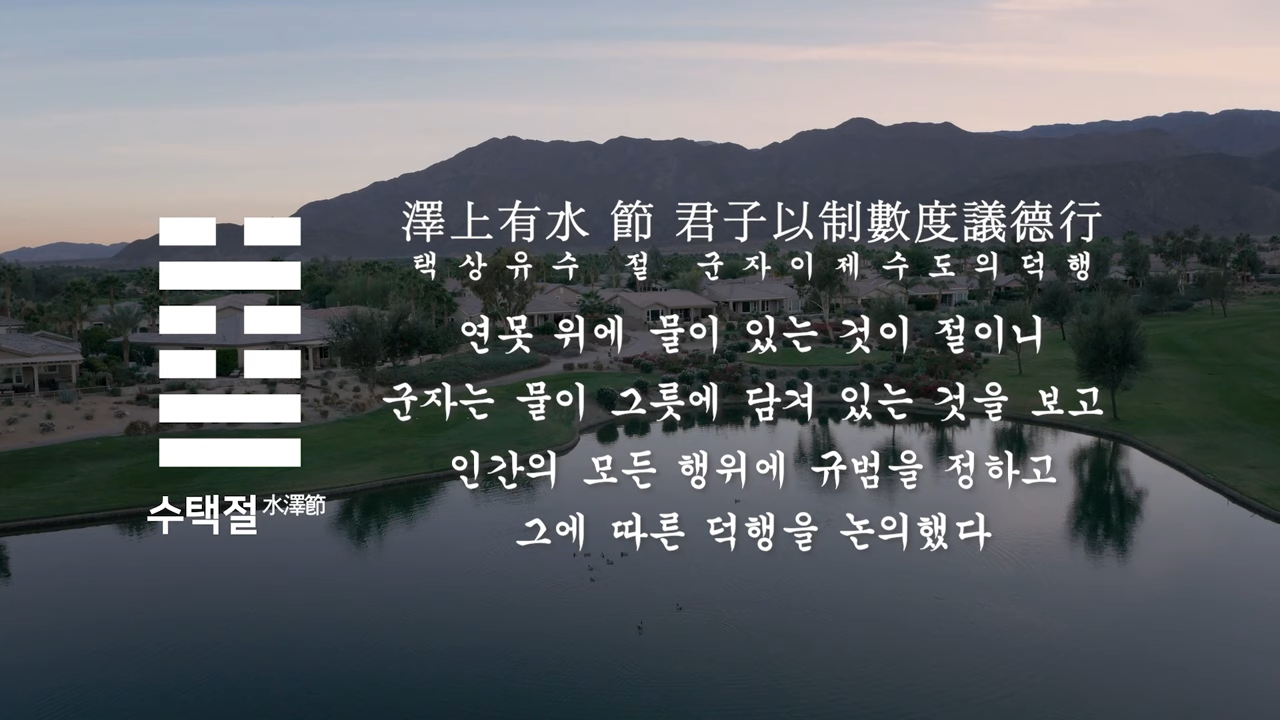 澤上有水 節 君子以制數度議德行
택상유수 절 군자이제수도의덕행
연못 위에 물이 있는 것이 절이니
군자는 물이 그릇에 담겨 있는 것을 보고
인간의 모든 행위에 규범을 정하고
그에 따른 덕행을 논의했다
수택절 水澤節